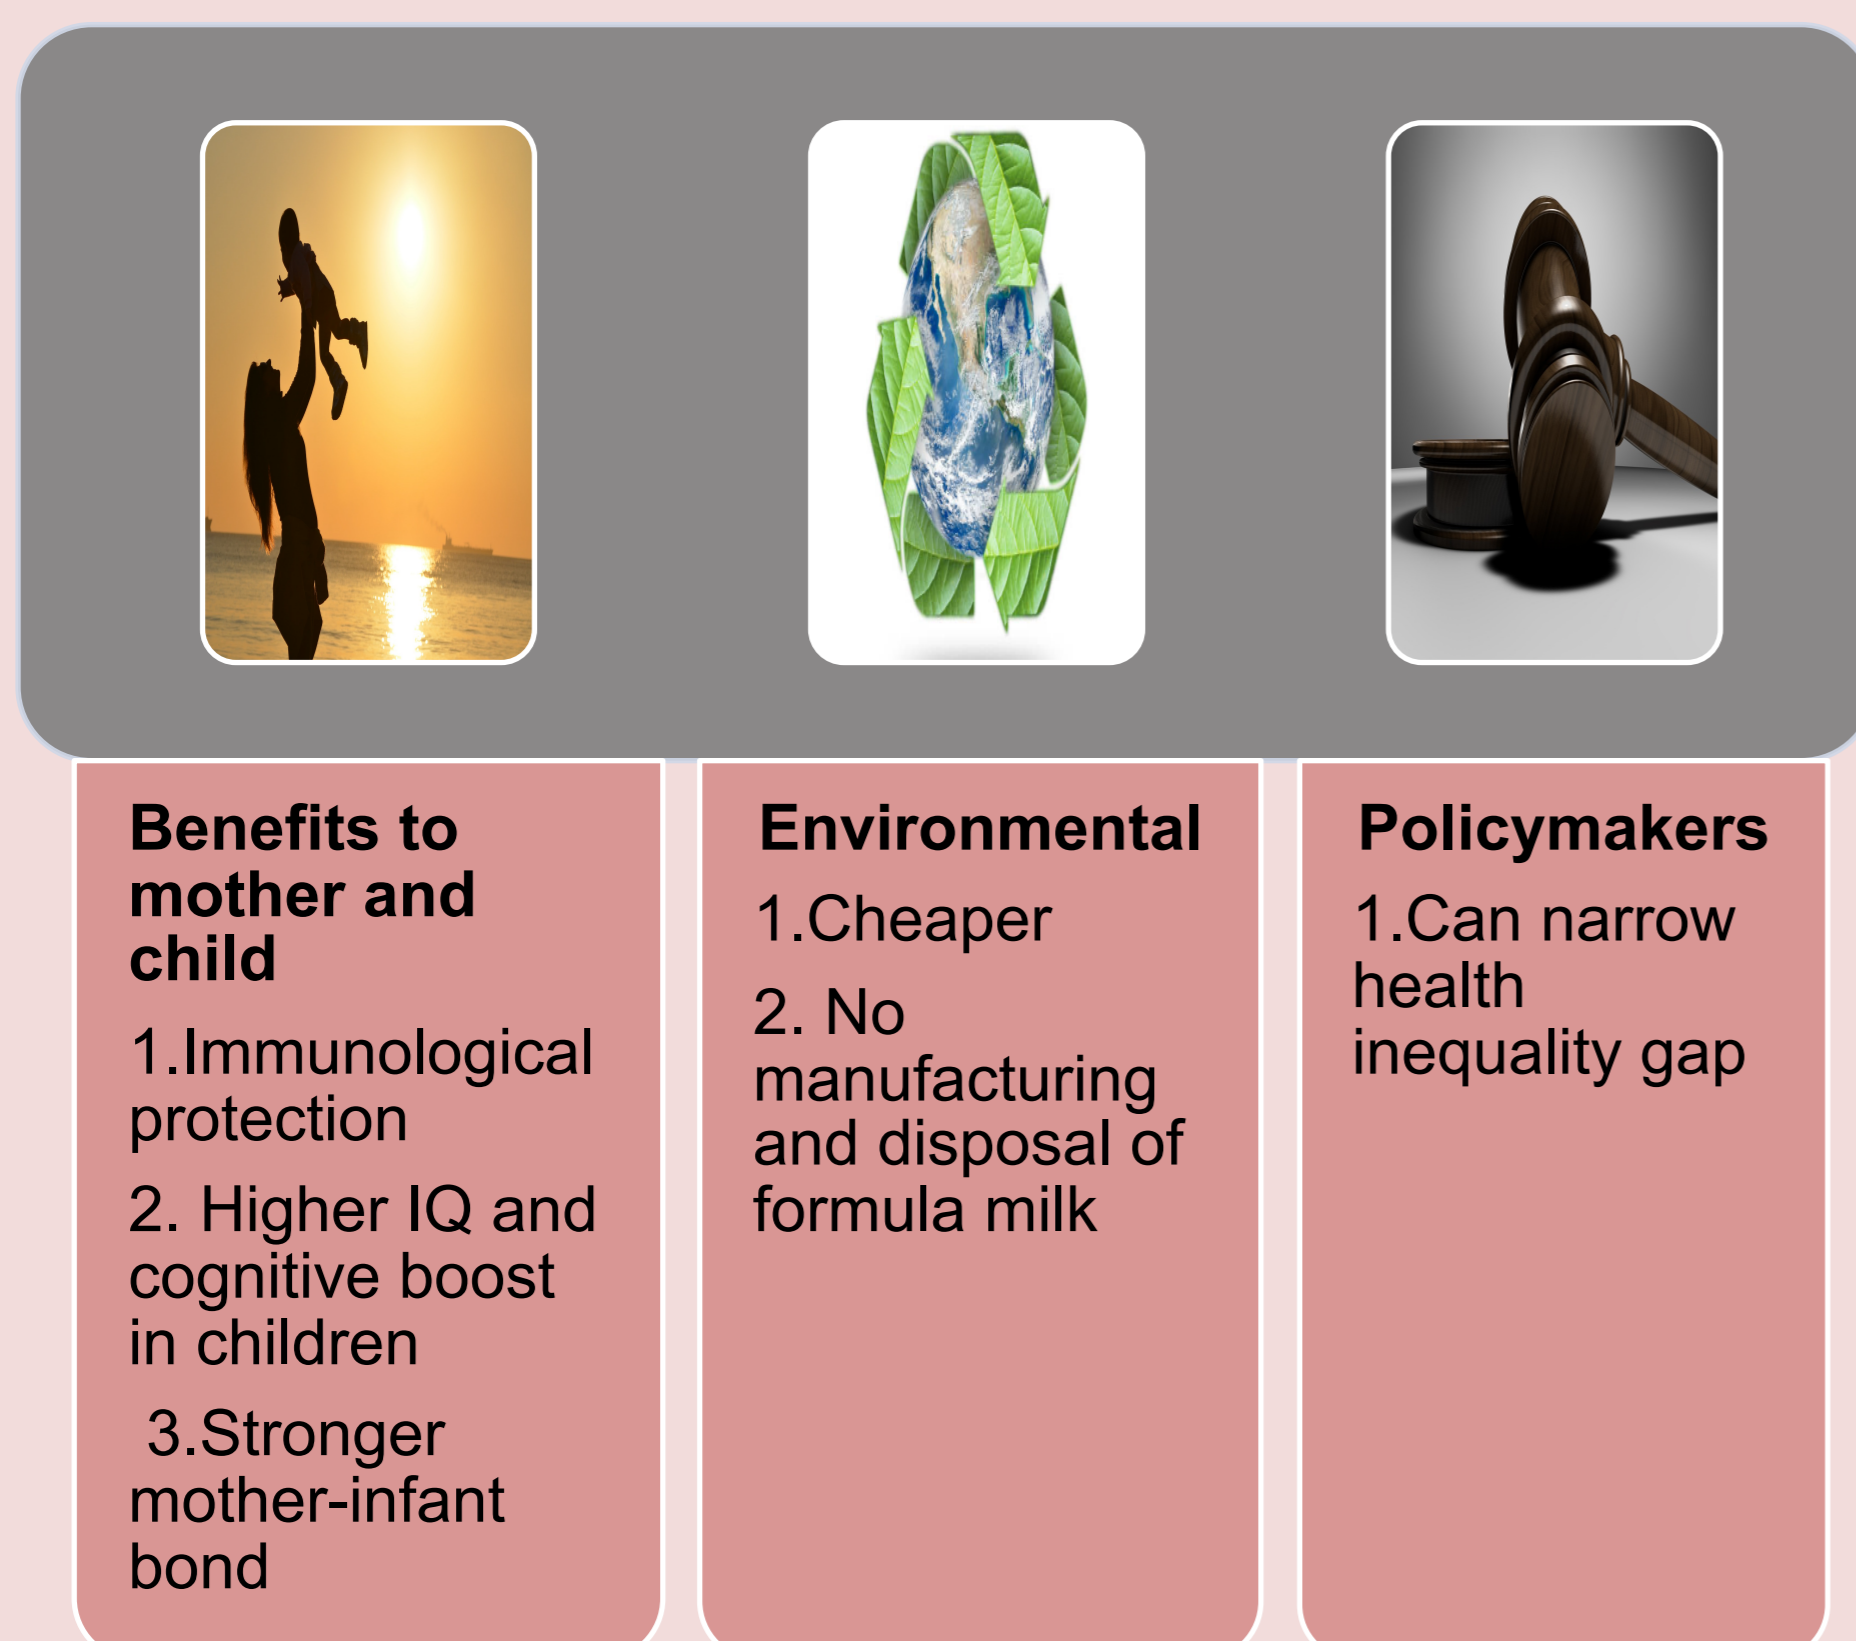 Benefits to
mother and
child
1.Immunological
protection
2. Higher IQ and
cognitive boost
in children
3.Stronger
mother-infant
bond
Environmental
1.Cheaper
2. No
manufacturing
and disposal of
formula milk
Policymakers
1.Can narrow
health
inequality gap